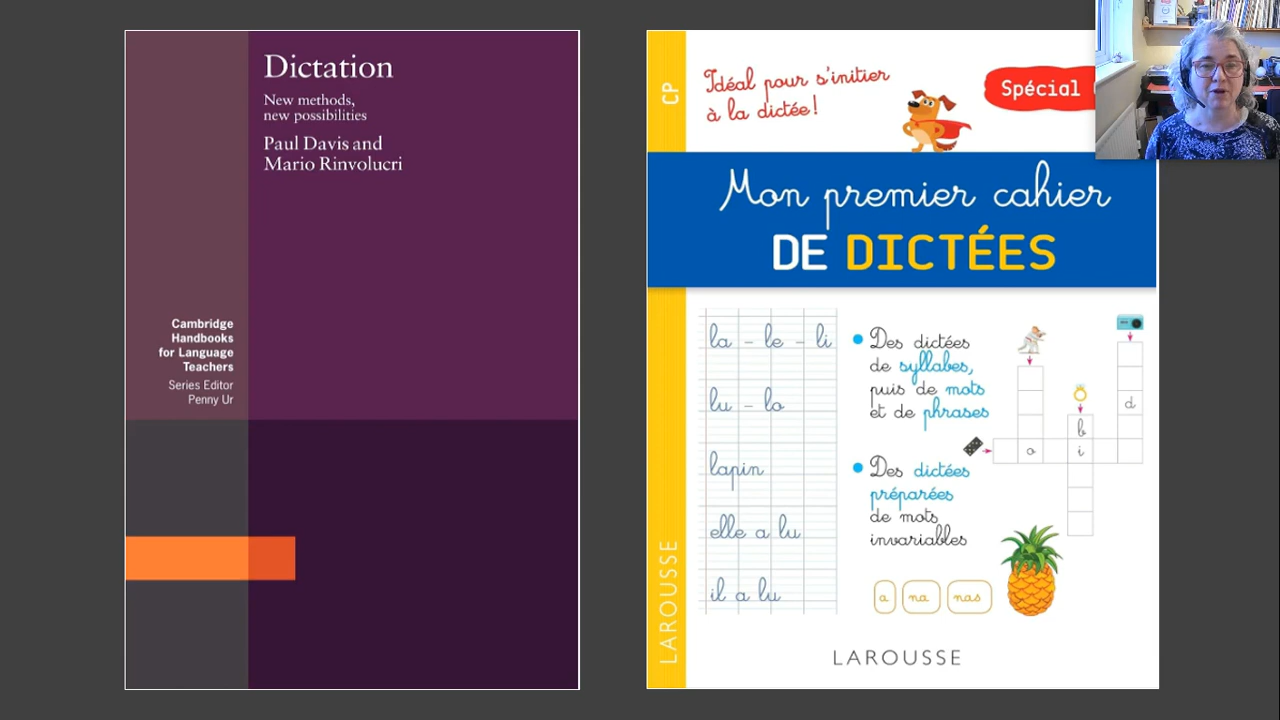 Dictation
New methods,
new possibilities
Paul Davis and
Mario Rinvolucri
Cambridge
Handbooks
for Language
Teachers
Series Editor
Penny Ur
CP
Idéal pour s'initier
à la dictée !
Spécial
Mon premier cahier
DE DICTÉES
la - le - li
lu - lo
lapin
elle a lu
il a lu
Des dictées
de syllabes,
puis de mots
et de phrases
Des dictées
préparées
de mots
invariables
d
b
o i
a na nas
LAROUSSE
LAROUSSE